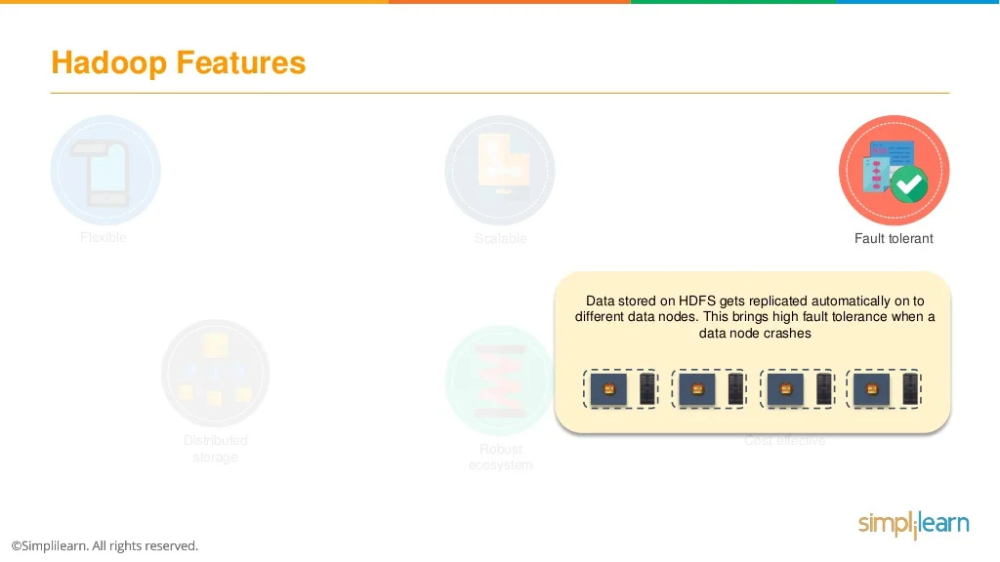 Hadoop Features
Flexible
Scalable
Fault tolerant
Data stored on HDFS gets replicated automatically on to
different data nodes. This brings high fault tolerance when a
data node crashes
Distributed
storage
Robust
ecosystem
Cost effective
©Simplilearn. All rights reserved.
simplilearn